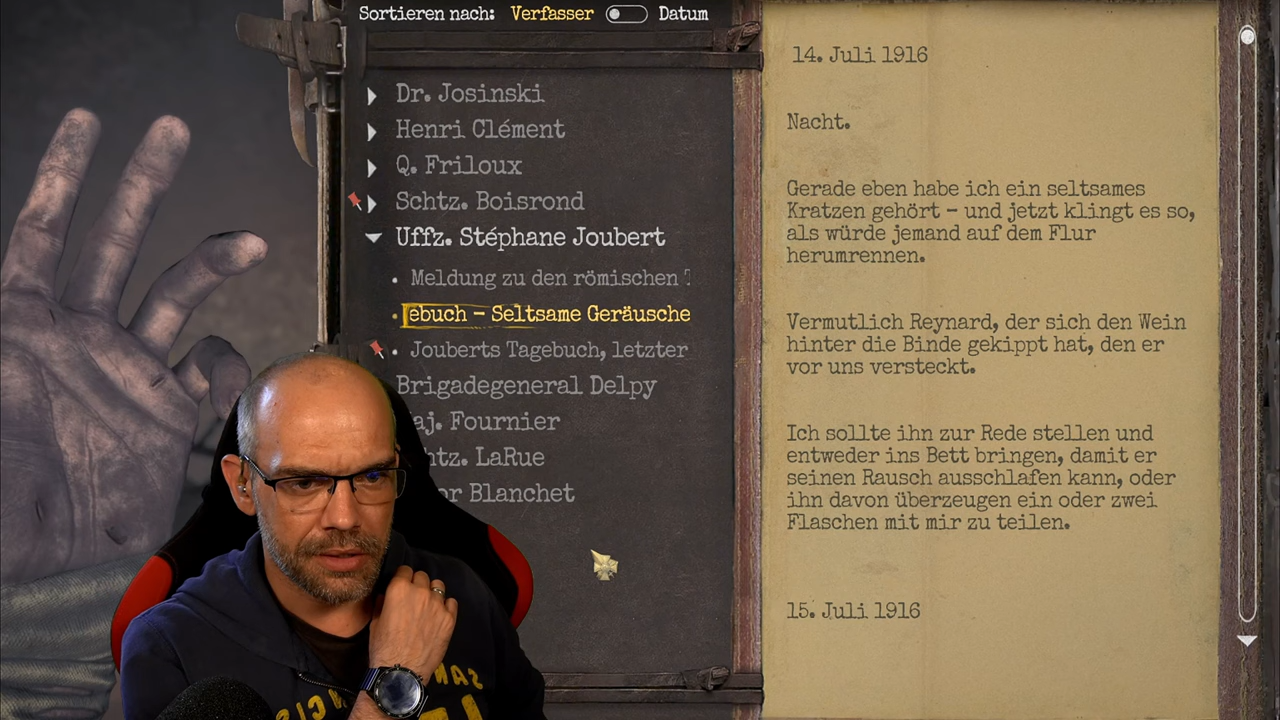 Sortieren nach: Verfasser Datum
Dr. Josinski
Henri Clément
Q. Friloux
Schtz. Boisrond
Uffz. Stéphane Joubert
Meldung zu den römischen
ebuch - Seltsame Geräusche
Jouberts Tagebuch, letzter
Brigadegeneral Delpy
aj. Fournier
htz. LaRue
or Blanchet
14. Juli 1916
Nacht.
Gerade eben habe ich ein seltsames
Kratzen gehört - und jetzt klingt es so,
als würde jemand auf dem Flur
herumrennen.
Vermutlich Reynard, der sich den Wein
hinter die Binde gekippt hat, den er
vor uns versteckt.
Ich sollte ihn zur Rede stellen und
entweder ins Bett bringen, damit er
seinen Rausch ausschlafen kann, oder
ihn davon überzeugen ein oder zwei
Flaschen mit mir zu teilen.
15. Juli 1916